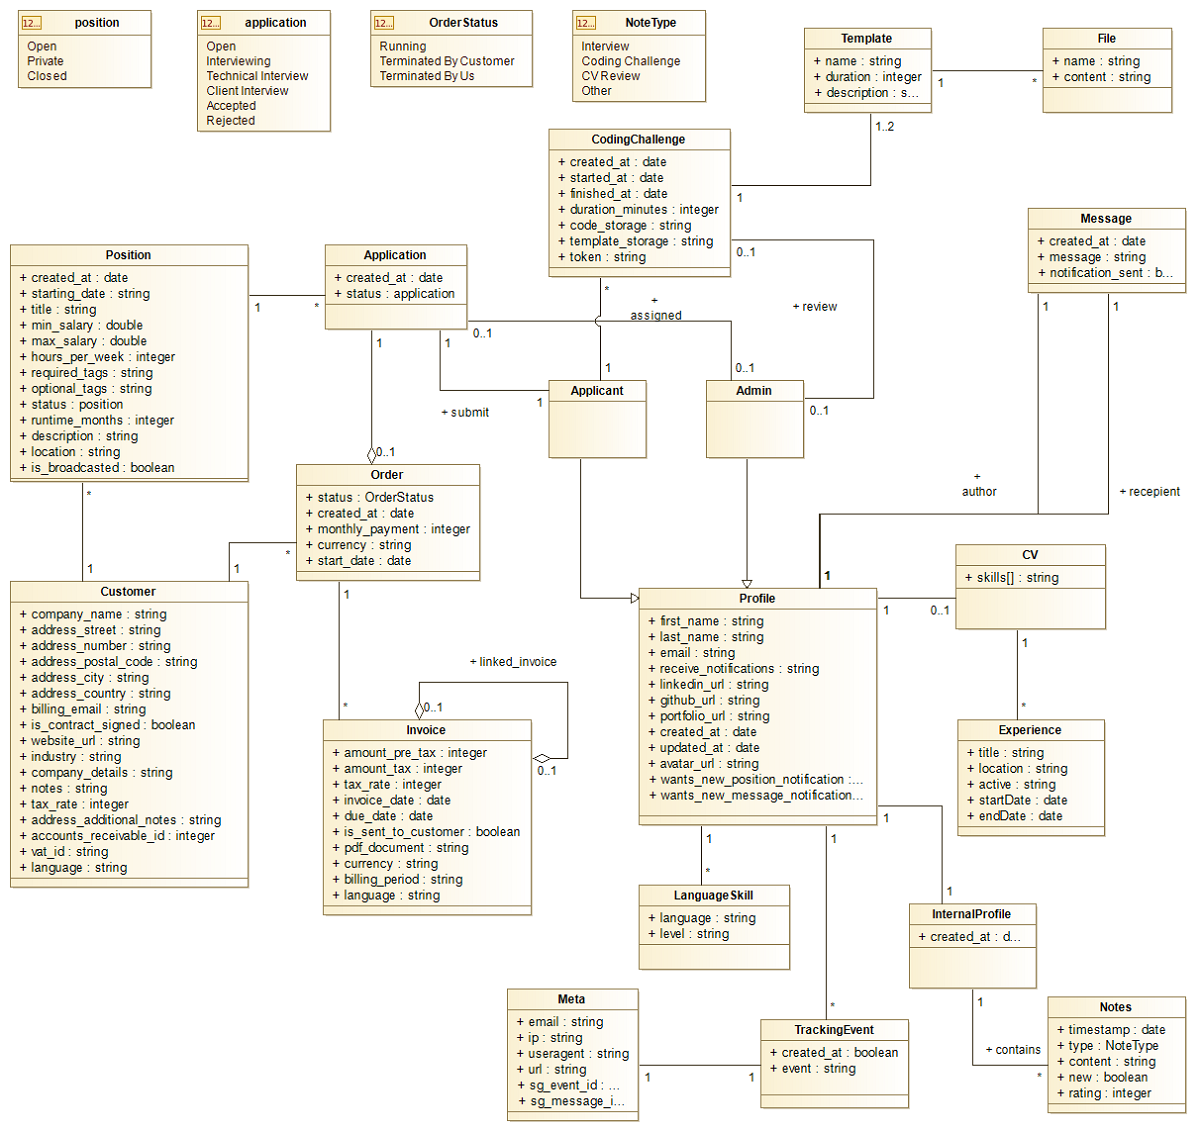 12...
position
Open
Private
Closed
12...
application
Open
Interviewing
Technical Interview
Client Interview
Accepted
Rejected
12...
OrderStatus
Running
Terminated By Customer
Terminated By Us
12...
NoteType
Interview
Coding Challenge
CV Review
Other
Template
+ name : string
+ duration : integer
+ description : s...
1
*
1..2
File
+ name : string
+ content : string
CodingChallenge
+ created_at : date
+ started_at : date
+ finished_at : date
+ duration_minutes : integer
+ code_storage : string
+ template_storage : string
+ token : string
1
0..1
*
+
assigned
+ review
Message
+ created_at : date
+ message : string
+ notification_sent : b...
1
1
Position
+ created_at : date
+ starting_date : string
+ title : string
+ min_salary : double
+ max_salary : double
+ hours_per_week : integer
+ required_tags : string
+ optional_tags : string
+ status : position
+ runtime_months : integer
+ description : string
+ location : string
+ is_broadcasted : boolean
1
*
*
1
Application
+ created_at : date
+ status : application
0..1
1
1
+ submit
1
1
Applicant
0..1
Admin
0..1
0..1
Order
+ status : OrderStatus
+ created_at : date
+ monthly_payment : integer
+ currency : string
+ start_date : date
*
1
1
+
author
+ recepient
1
Customer
+ company_name : string
+ address_street : string
+ address_number : string
+ address_postal_code : string
+ address_city : string
+ address_country : string
+ billing_email : string
+ is_contract_signed : boolean
+ website_url : string
+ industry : string
+ company_details : string
+ notes : string
+ tax_rate : integer
+ address_additional_notes : string
+ accounts_receivable_id : integer
+ vat_id : string
+ language : string
+ linked_invoice
*
0..1
0..1
Invoice
+ amount_pre_tax : integer
+ amount_tax : integer
+ tax_rate : integer
+ invoice_date : date
+ due_date : date
+ is_sent_to_customer : boolean
+ pdf_document : string
+ currency : string
+ billing_period : string
+ language : string
Profile
+ first_name : string
+ last_name : string
+ email : string
+ receive_notifications : string
+ linkedin_url : string
+ github_url : string
+ portfolio_url : string
+ created_at : date
+ updated_at : date
+ avatar_url : string
+ wants_new_position_notification :...
+ wants_new_message_notification...
1
0..1
CV
+ skills[] : string
1
*
Experience
+ title : string
+ location : string
+ active : string
+ startDate : date
+ endDate : date
1
1
1
*
LanguageSkill
+ language : string
+ level : string
1
InternalProfile
+ created_at : d...
1
+ contains
*
Notes
+ timestamp : date
+ type : NoteType
+ content : string
+ new : boolean
+ rating : integer
*
TrackingEvent
+ created_at : boolean
+ event : string
1
1
Meta
+ email : string
+ ip : string
+ useragent : string
+ url : string
+ sg_event_id : ...
+ sg_message_i...